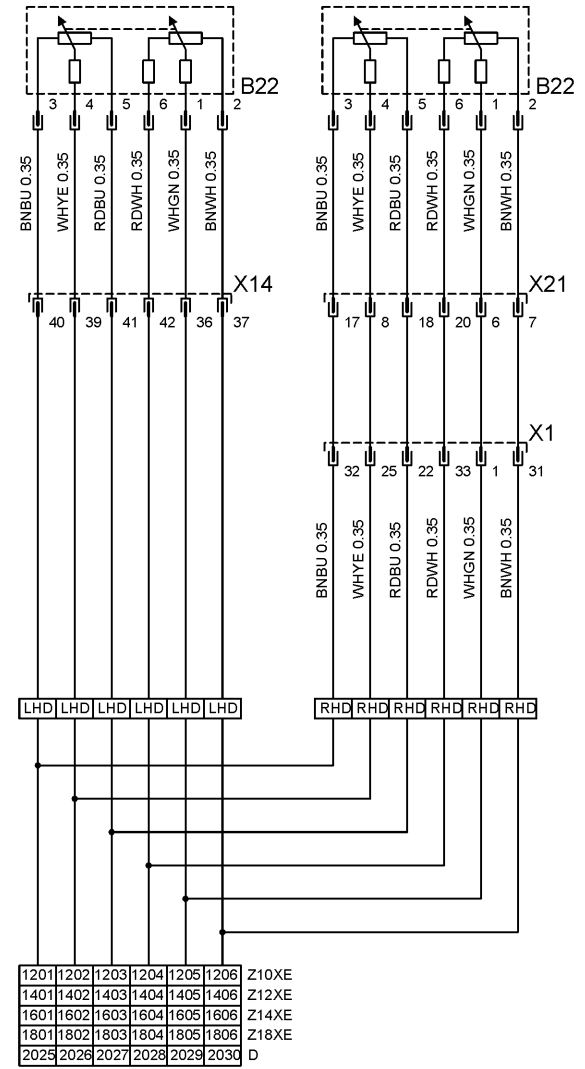 B22 B22
3 4 5 6 1 2 3 4 5 6 1 2
BNBU 0.35 WHYE 0.35 RDBU 0.35 RDWH 0.35 WHGN 0.35 BNWH 0.35 BNBU 0.35 WHYE 0.35 RDBU 0.35 RDWH 0.35 WHGN 0.35 BNWH 0.35
X14 X21
40 39 41 42 36 37 17 8 18 20 6 7
X1
32 25 22 33 1 31
BNBU 0.35 WHYE 0.35 RDBU 0.35 RDWH 0.35 WHGN 0.35 BNWH 0.35
LHD LHD LHD LHD LHD LHD RHD RHD RHD RHD RHD RHD
1201 1202 1203 1204 1205 1206 Z10XE
1401 1402 1403 1404 1405 1406 Z12XE
1601 1602 1603 1604 1605 1606 Z14XE
1801 1802 1803 1804 1805 1806 Z18XE
2025 2026 2027 2028 2029 2030 D